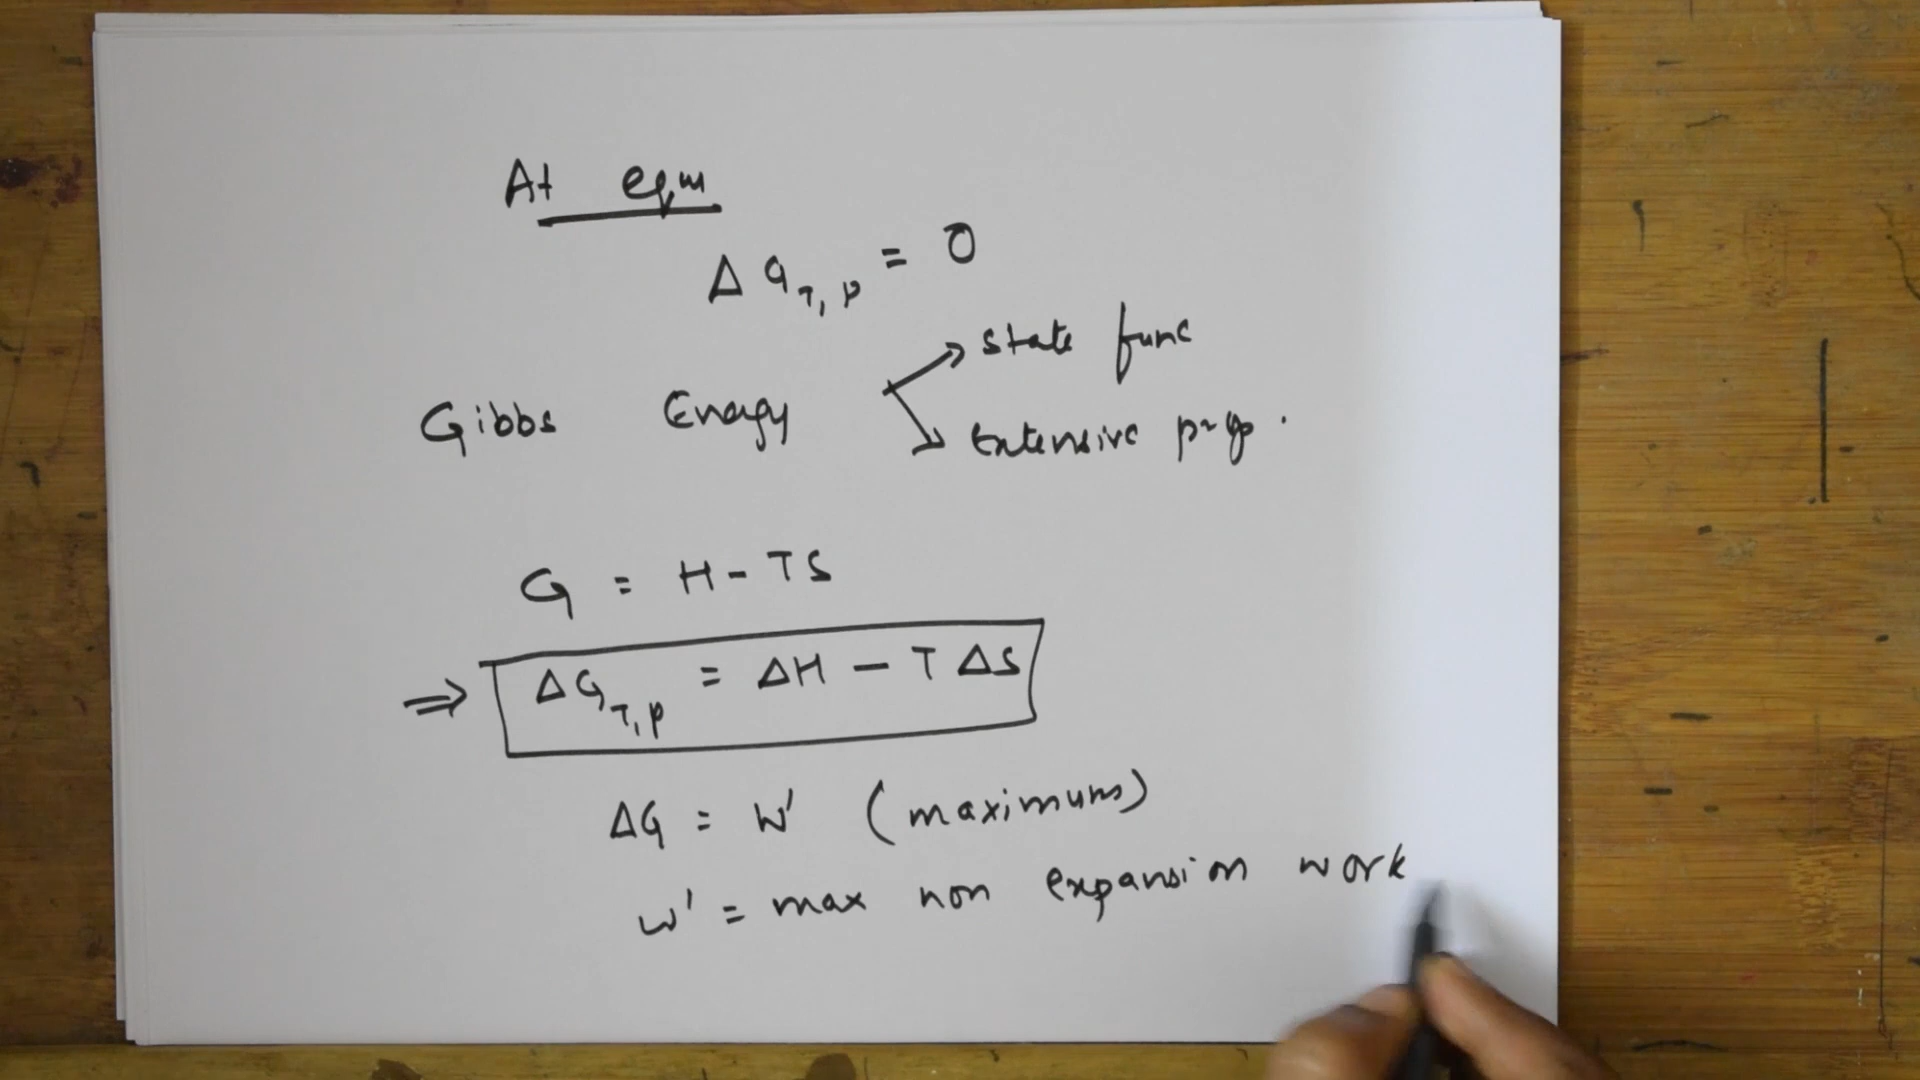 At eqm
ΔG_T,P = 0
state func
Gibbs Energy
Extensive prop.
G = H - TS
⇒ ΔG_T,P = ΔH - TΔS
ΔG = W' (maximum)
W' = max non expansion work